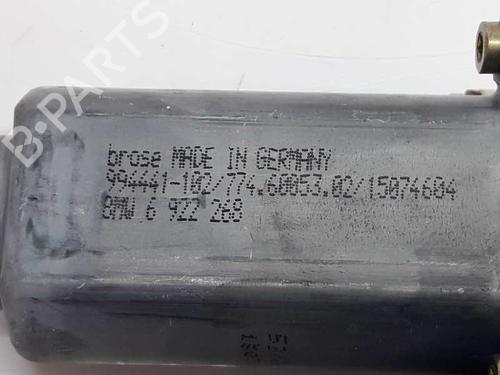 B-PARTS
brose MADE IN GERMANY
994441-102/774.60053.02/15074604
BMW 6 922 268